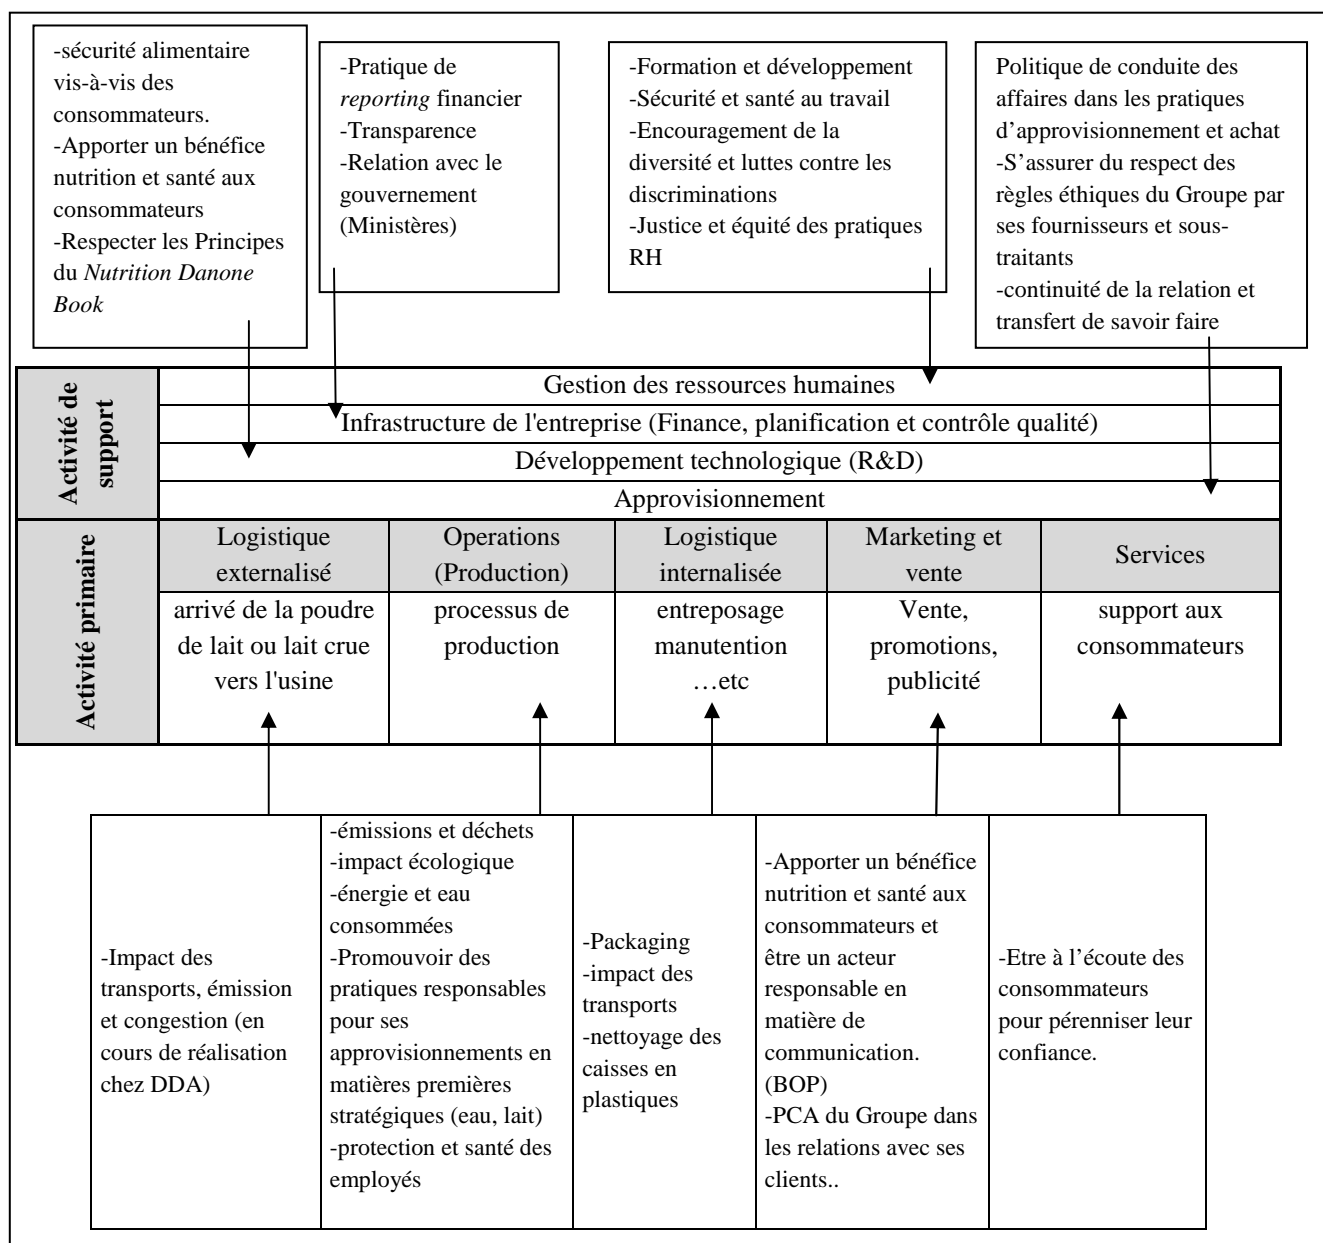 -sécurité alimentaire
vis-à-vis des
consommateurs.
-Apporter un bénéfice
nutrition et santé aux
consommateurs
-Respecter les Principes
du Nutrition Danone
Book
-Pratique de
reporting financier
-Transparence
-Relation avec le
gouvernement
(Ministères)
-Formation et développement
-Sécurité et santé au travail
-Encouragement de la
diversité et luttes contre les
discriminations
-Justice et équité des pratiques
RH
Politique de conduite des
affaires dans les pratiques
d’approvisionnement et achat
-S’assurer du respect des
règles éthiques du Groupe par
ses fournisseurs et sous-
traitants
-continuité de la relation et
transfert de savoir faire
Activité de
support
Gestion des ressources humaines
Infrastructure de l'entreprise (Finance, planification et contrôle qualité)
Développement technologique (R&D)
Approvisionnement
Activité primaire
Logistique
externalisé
Operations
(Production)
Logistique
internalisée
Marketing et
vente
Services
arrivé de la poudre
de lait ou lait crue
vers l'usine
processus de
production
entreposage
manutention
…etc
Vente,
promotions,
publicité
support aux
consommateurs
-Impact des
transports, émission
et congestion (en
cours de réalisation
chez DDA)
-émissions et déchets
-impact écologique
-énergie et eau
consommées
-Promouvoir des
pratiques responsables
pour ses
approvisionnements en
matières premières
stratégiques (eau, lait)
-protection et santé des
employés
-Packaging
-impact des
transports
-nettoyage des
caisses en
plastiques
-Apporter un bénéfice
nutrition et santé aux
consommateurs et
être un acteur
responsable en
matière de
communication.
(BOP)
-PCA du Groupe dans
les relations avec ses
clients..
-Etre à l’écoute des
consommateurs
pour pérenniser leur
confiance.